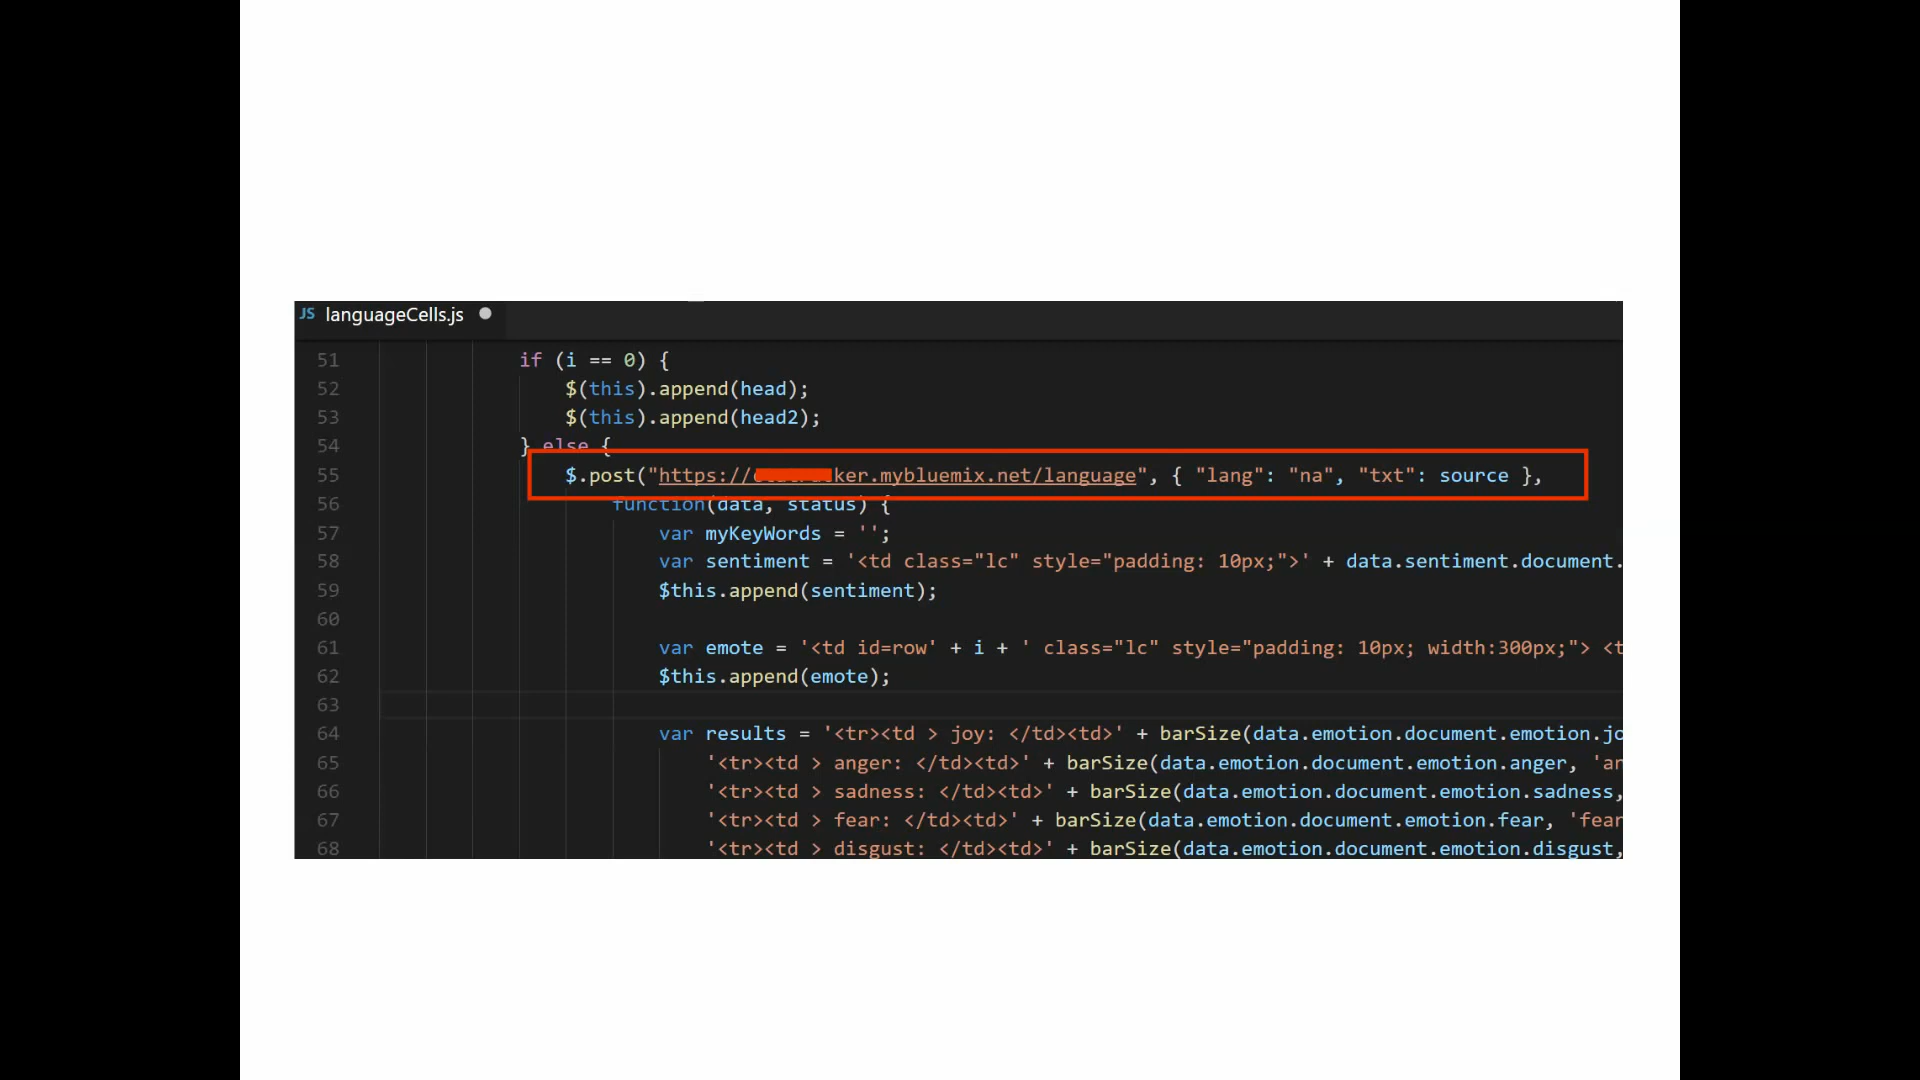 JS languageCells.js
51 if (i == 0) {
52 $(this).append(head);
53 $(this).append(head2);
54 } else {
55 $.post("https://ker.mybluemix.net/language", { "lang": "na", "txt": source },
56 function(data, status) {
57 var myKeyWords = '';
58 var sentiment = '<td class="lc" style="padding: 10px;">' + data.sentiment.document.
59 $this.append(sentiment);
60
61 var emote = '<td id=row' + i + ' class="lc" style="padding: 10px; width:300px;"> <t
62 $this.append(emote);
63
64 var results = '<tr><td > joy: </td><td>' + barSize(data.emotion.document.emotion.jo
65 '<tr><td > anger: </td><td>' + barSize(data.emotion.document.emotion.anger, 'an
66 '<tr><td > sadness: </td><td>' + barSize(data.emotion.document.emotion.sadness,
67 '<tr><td > fear: </td><td>' + barSize(data.emotion.document.emotion.fear, 'fear
68 '<tr><td > disgust: </td><td>' + barSize(data.emotion.document.emotion.disgust,